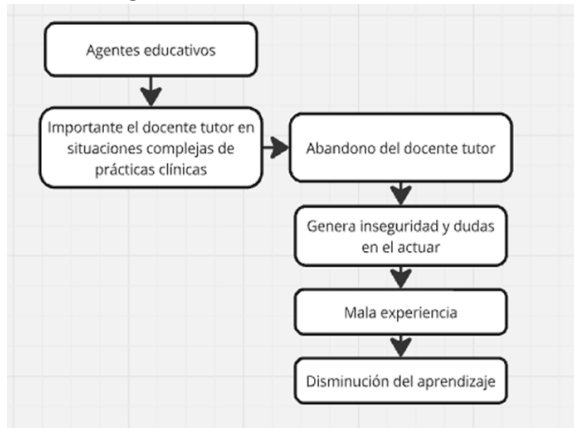 Agentes educativos
Importante el docente tutor en
situaciones complejas de
prácticas clínicas
Abandono del docente tutor
Genera inseguridad y dudas
en el actuar
Mala experiencia
Disminución del aprendizaje